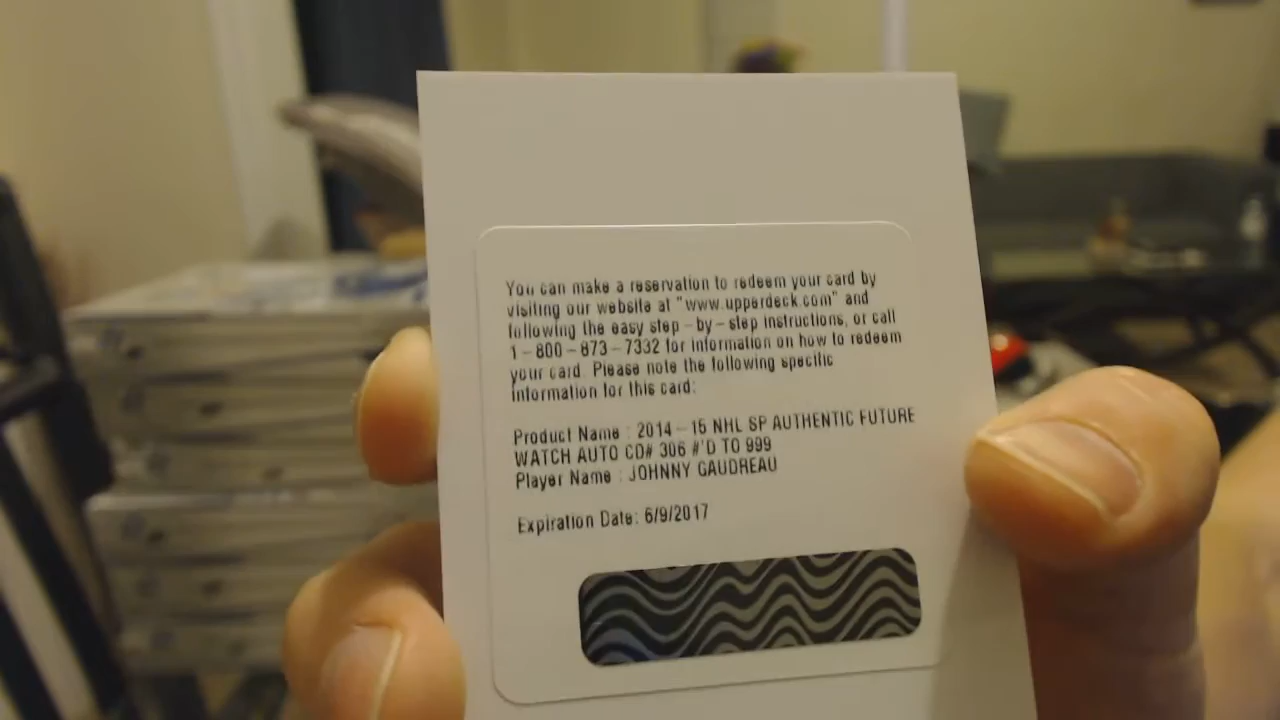 You can make a reservation to redeem your card by
visiting our website at "www.upperdeck.com" and
following the easy step-by-step instructions, or call
1-800-873-7332 for information on how to redeem
your card. Please note the following specific
information for this card:
Product Name : 2014-15 NHL SP AUTHENTIC FUTURE
WATCH AUTO CD# 306 #'D TO 999
Player Name : JOHNNY GAUDREAU
Expiration Date: 6/9/2017